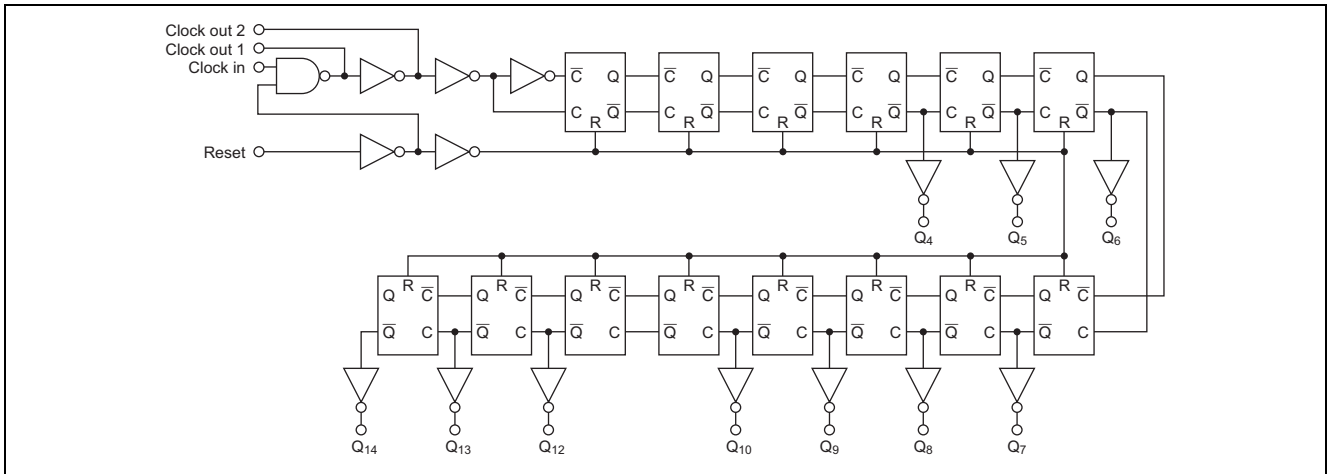 Clock out 2
Clock out 1
Clock in
C̅ Q C̅ Q C̅ Q C̅ Q C̅ Q C̅ Q
C Q̅ C Q̅ C Q̅ C Q̅ C Q̅ C Q̅
R R R R R R
Reset
Q₄ Q₅ Q₆
R R R R R R R R
Q C̅ Q C̅ Q C̅ Q C̅ Q C̅ Q C̅ Q C̅ Q C̅
Q̅ C Q̅ C Q̅ C Q̅ C Q̅ C Q̅ C Q̅ C Q̅ C
Q₁₄ Q₁₃ Q₁₂ Q₁₀ Q₉ Q₈ Q₇